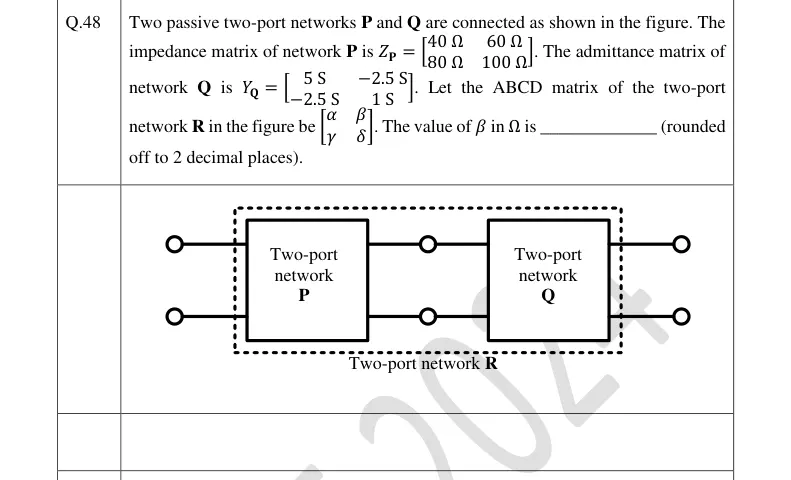 Q.48 Two passive two-port networks P and Q are connected as shown in the figure. The
impedance matrix of network P is Z_P = [40 Ω 60 Ω; 80 Ω 100 Ω]. The admittance matrix of
network Q is Y_Q = [5 S −2.5 S; −2.5 S 1 S]. Let the ABCD matrix of the two-port
network R in the figure be [α β; γ δ]. The value of β in Ω is _____________ (rounded
off to 2 decimal places).
Two-port
network
P
Two-port
network
Q
Two-port network R
2024